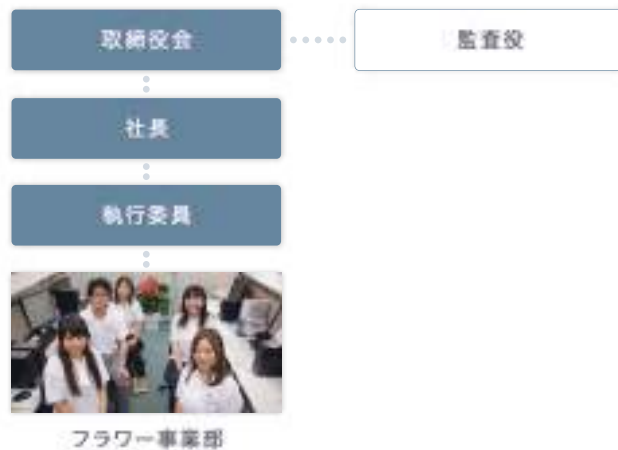 取締役会
監査役
社長
執行委員
フラワー事業部